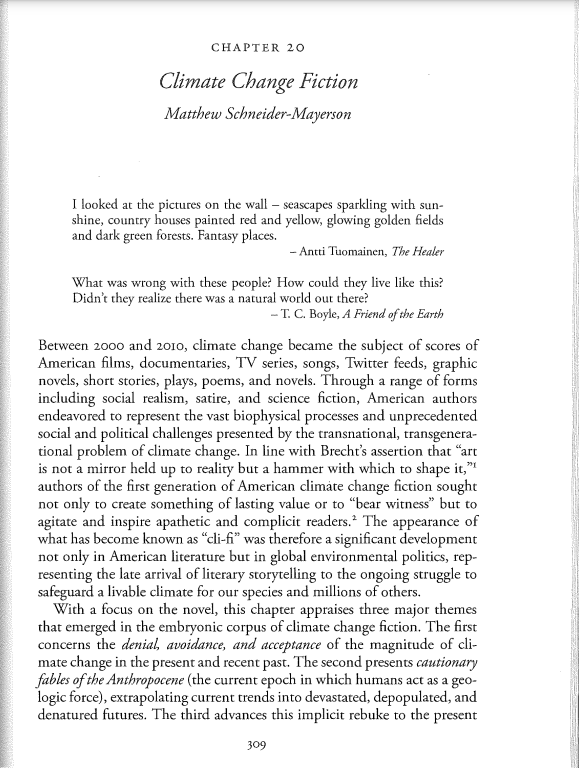 CHAPTER 20
Climate Change Fiction
Matthew Schneider-Mayerson
I looked at the pictures on the wall – seascapes sparkling with sun-
shine, country houses painted red and yellow, glowing golden fields
and dark green forests. Fantasy places.
– Antti Tuomainen, The Healer
What was wrong with these people? How could they live like this?
Didn't they realize there was a natural world out there?
– T. C. Boyle, A Friend of the Earth
Between 2000 and 2010, climate change became the subject of scores of
American films, documentaries, TV series, songs, Twitter feeds, graphic
novels, short stories, plays, poems, and novels. Through a range of forms
including social realism, satire, and science fiction, American authors
endeavored to represent the vast biophysical processes and unprecedented
social and political challenges presented by the transnational, transgenera-
tional problem of climate change. In line with Brecht's assertion that “art
is not a mirror held up to reality but a hammer with which to shape it,”¹
authors of the first generation of American climate change fiction sought
not only to create something of lasting value or to “bear witness” but to
agitate and inspire apathetic and complicit readers.² The appearance of
what has become known as “cli-fi” was therefore a significant development
not only in American literature but in global environmental politics, rep-
resenting the late arrival of literary storytelling to the ongoing struggle to
safeguard a livable climate for our species and millions of others.
With a focus on the novel, this chapter appraises three major themes
that emerged in the embryonic corpus of climate change fiction. The first
concerns the denial, avoidance, and acceptance of the magnitude of cli-
mate change in the present and recent past. The second presents cautionary
fables of the Anthropocene (the current epoch in which humans act as a geo-
logic force), extrapolating current trends into devastated, depopulated, and
denatured futures. The third advances this implicit rebuke to the present
309